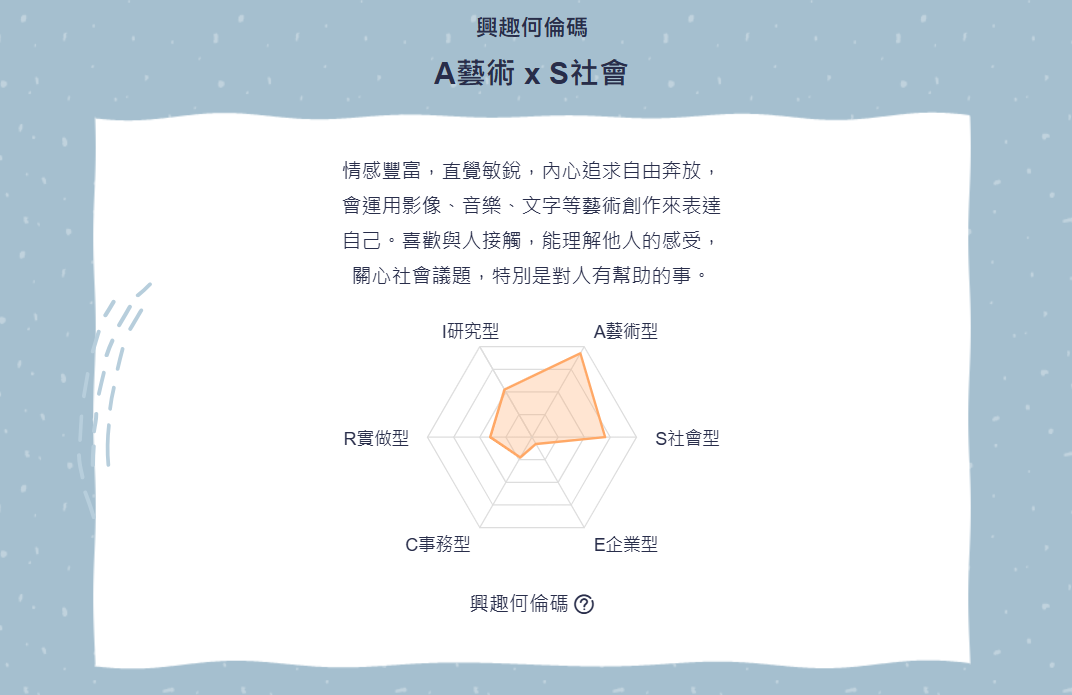 興趣何倫碼
A藝術 x S社會
情感豐富，直覺敏銳，內心追求自由奔放，
會運用影像、音樂、文字等藝術創作來表達
自己。喜歡與人接觸，能理解他人的感受，
關心社會議題，特別是對人有幫助的事。
I研究型
A藝術型
R實做型
S社會型
C事務型
E企業型
興趣何倫碼 ?